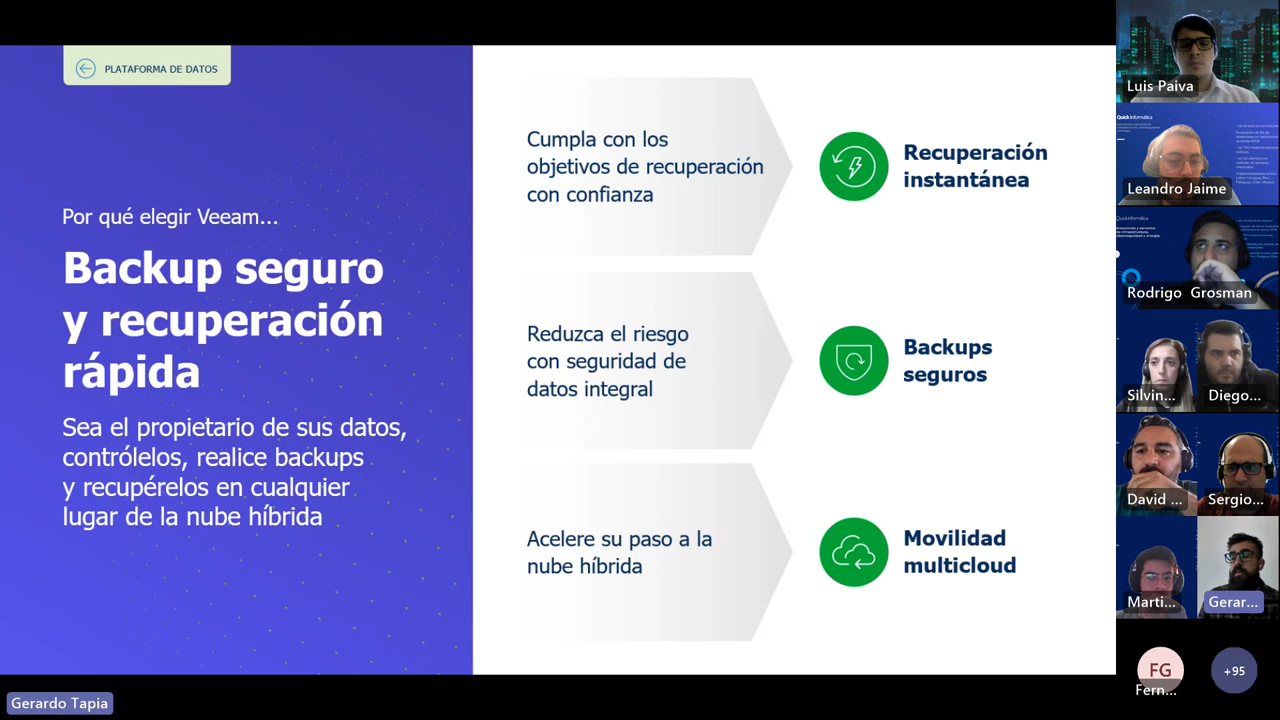 PLATAFORMA DE DATOS
Por qué elegir Veeam...
Backup seguro
y recuperación
rápida
Sea el propietario de sus datos,
contrólelos, realice backups
y recupérelos en cualquier
lugar de la nube híbrida
Cumpla con los
objetivos de recuperación
con confianza
Recuperación
instantánea
Reduzca el riesgo
con seguridad de
datos integral
Backups
seguros
Acelere su paso a la
nube híbrida
Movilidad
multicloud
Luis Paiva
QuickInformática
Leandro Jaime
QuickInformática
Rodrigo Grosman
Silvin...
Diego...
David ...
Sergio...
Marti...
Gerar...
FG
Fern...
+95
Gerardo Tapia